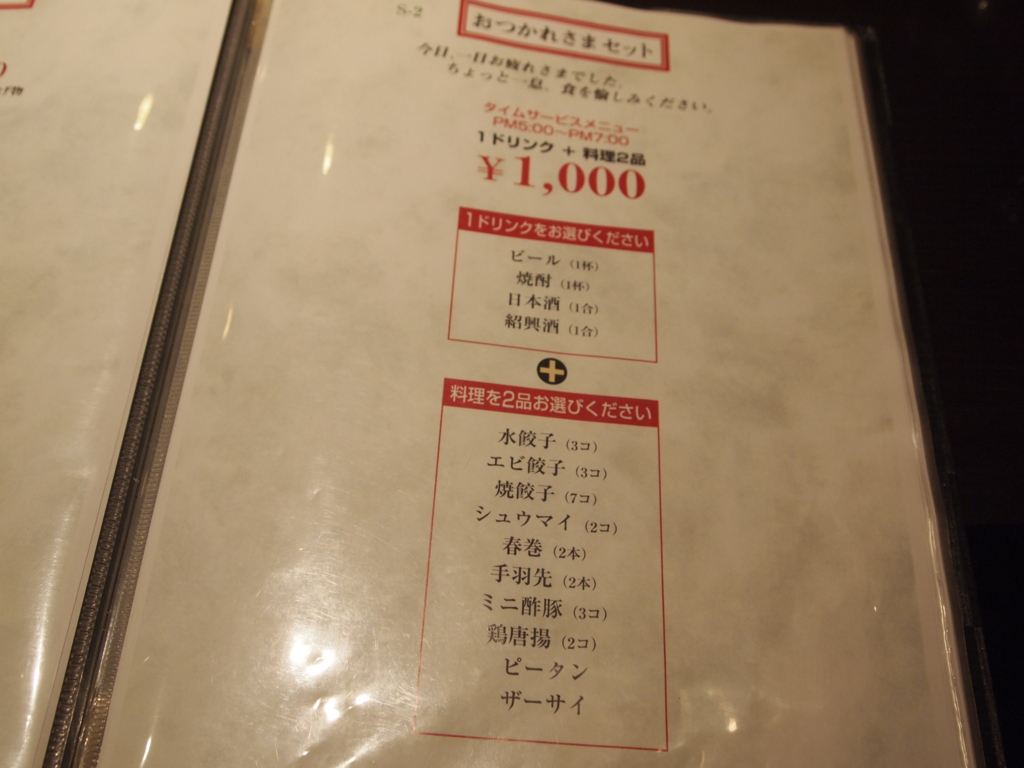 S-2
おつかれさまセット
今日、一日お疲れさまでした。
ちょっと一息、食を愉しみください。
タイムサービスメニュー
PM5:00〜PM7:00
1ドリンク + 料理2品
¥1,000
1ドリンクをお選びください
ビール (1杯)
焼酎 (1杯)
日本酒 (1合)
紹興酒 (1合)
+
料理を2品お選びください
水餃子 (3コ)
エビ餃子 (3コ)
焼餃子 (7コ)
シュウマイ (2コ)
春巻 (2本)
手羽先 (2本)
ミニ酢豚 (3コ)
鶏唐揚 (2コ)
ピータン
ザーサイ